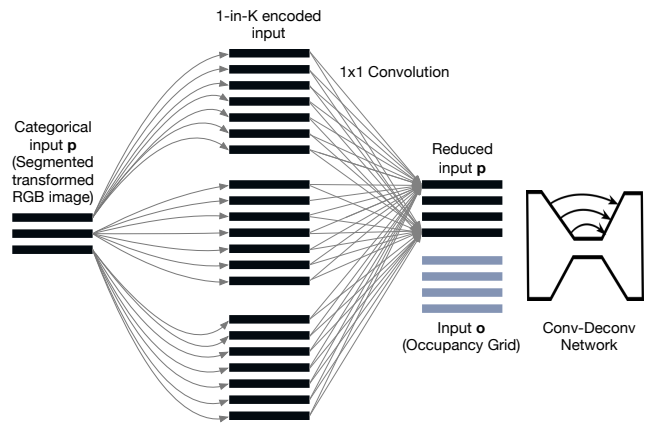 1-in-K encoded
input
1x1 Convolution
Categorical
input p
(Segmented
transformed
RGB image)
Reduced
input p
Input o
(Occupancy Grid)
Conv-Deconv
Network